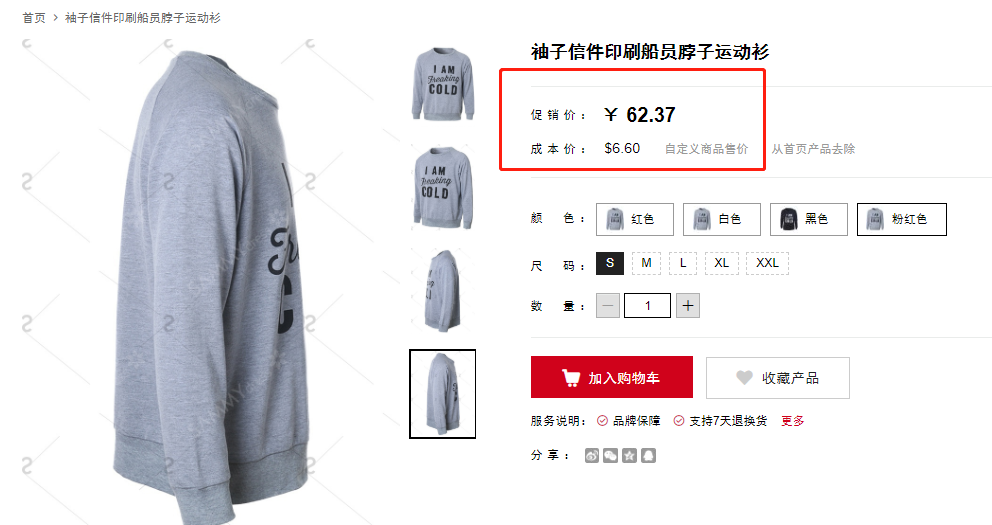 首页 > 袖子信件印刷船员脖子运动衫
I AM
Freaking
COLD
I AM
Freaking
COLD
袖子信件印刷船员脖子运动衫
促 销 价： ￥ 62.37
成 本 价： $6.60 自定义商品售价 从首页产品去除
颜 色： 红色 白色 黑色 粉红色
尺 码： S M L XL XXL
数 量： — 1 +
加入购物车 收藏产品
服务说明： 品牌保障 支持7天退换货 更多
分 享：